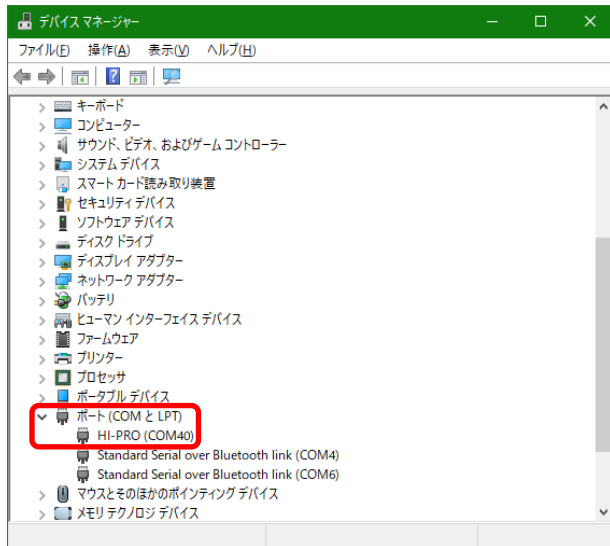 デバイス マネージャー
ファイル(F) 操作(A) 表示(V) ヘルプ(H)
キーボード
コンピューター
サウンド、ビデオ、およびゲーム コントローラー
システム デバイス
スマート カード読み取り装置
セキュリティ デバイス
ソフトウェア デバイス
ディスク ドライブ
ディスプレイ アダプター
ネットワーク アダプター
バッテリ
ヒューマン インターフェイス デバイス
ファームウェア
プリンター
プロセッサ
ポータブル デバイス
ポート (COM と LPT)
HI-PRO (COM40)
Standard Serial over Bluetooth link (COM4)
Standard Serial over Bluetooth link (COM6)
マウスとそのほかのポインティング デバイス
メモリ テクノロジ デバイス